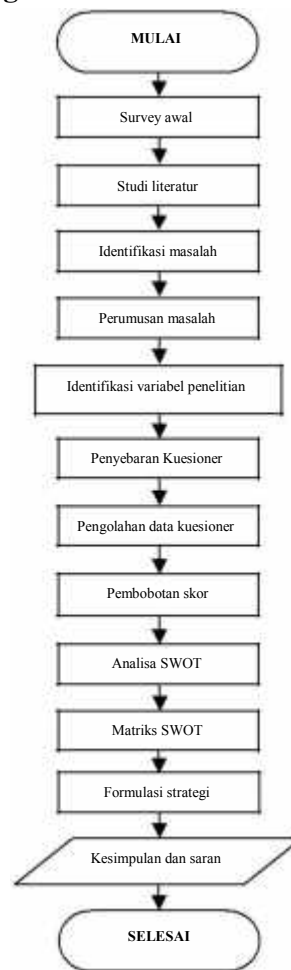 MULAI
Survey awal
Studi literatur
Identifikasi masalah
Perumusan masalah
Identifikasi variabel penelitian
Penyebaran Kuesioner
Pengolahan data kuesioner
Pembobotan skor
Analisa SWOT
Matriks SWOT
Formulasi strategi
Kesimpulan dan saran
SELESAI